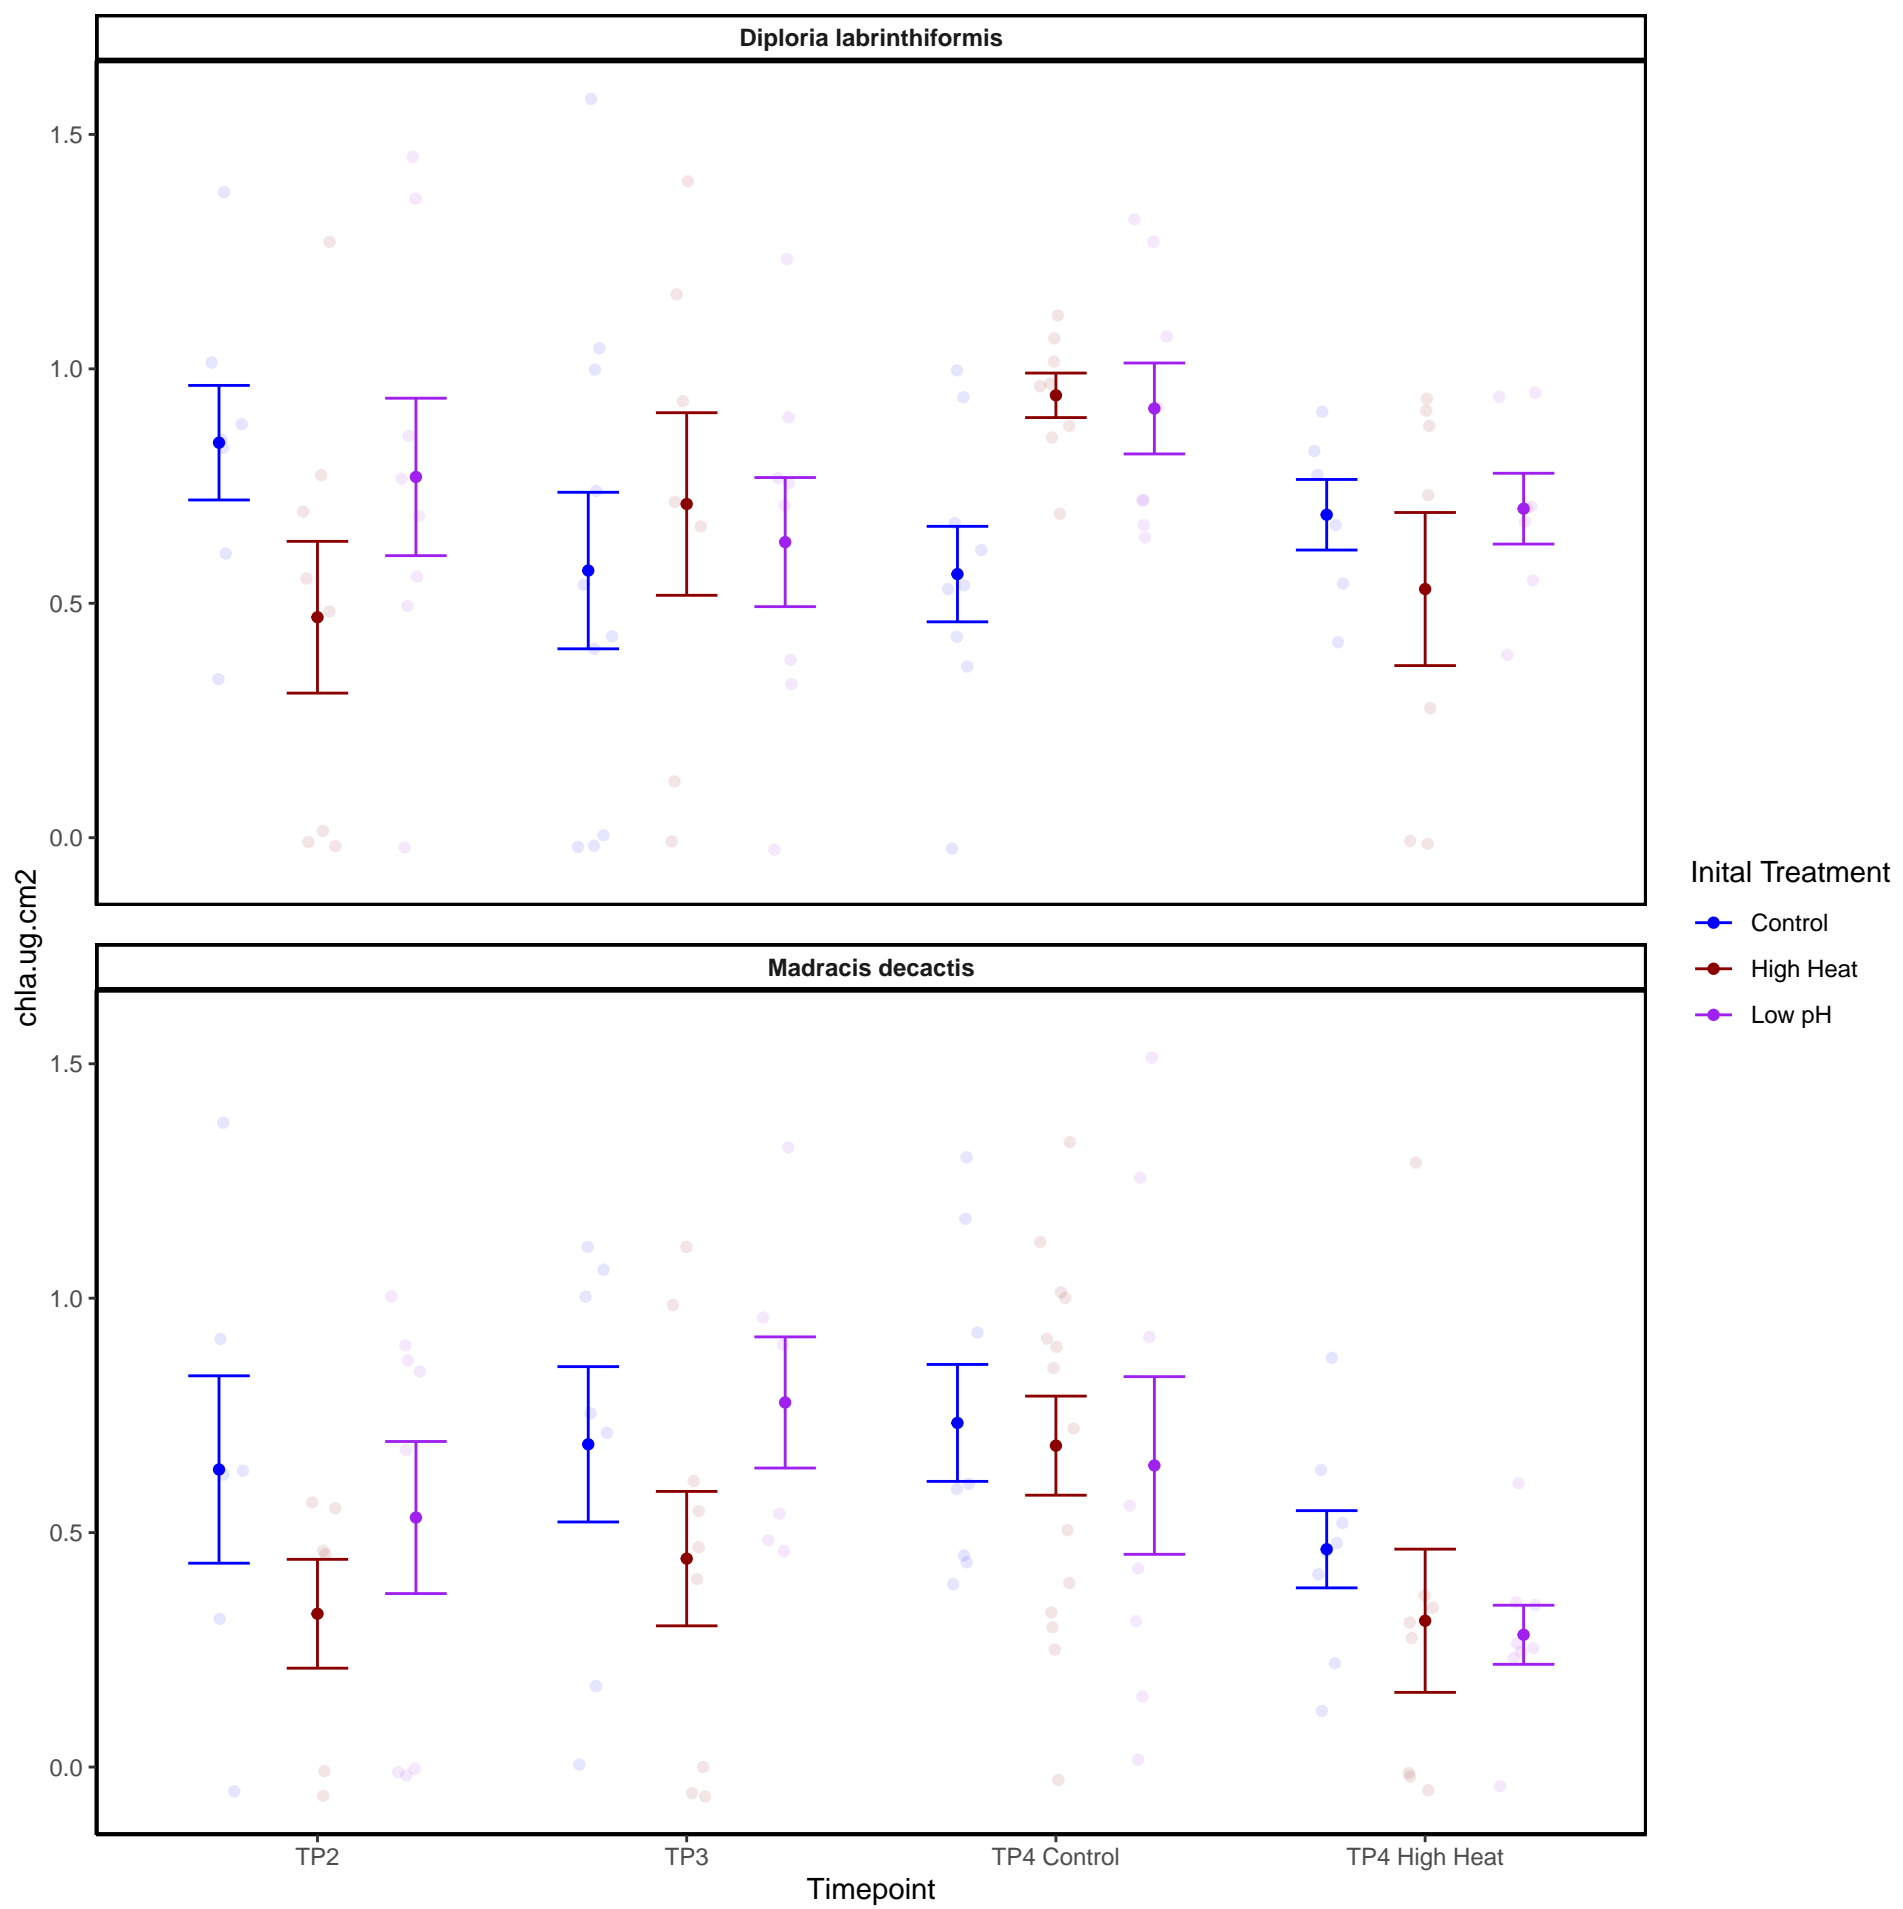 Diploria labrinthiformis
1.5
1.0
0.5
0.0
chla.ug.cm2
Inital Treatment
Control
High Heat
Low pH
Madracis decactis
1.5
1.0
0.5
0.0
TP2
TP3
TP4 Control
TP4 High Heat
Timepoint